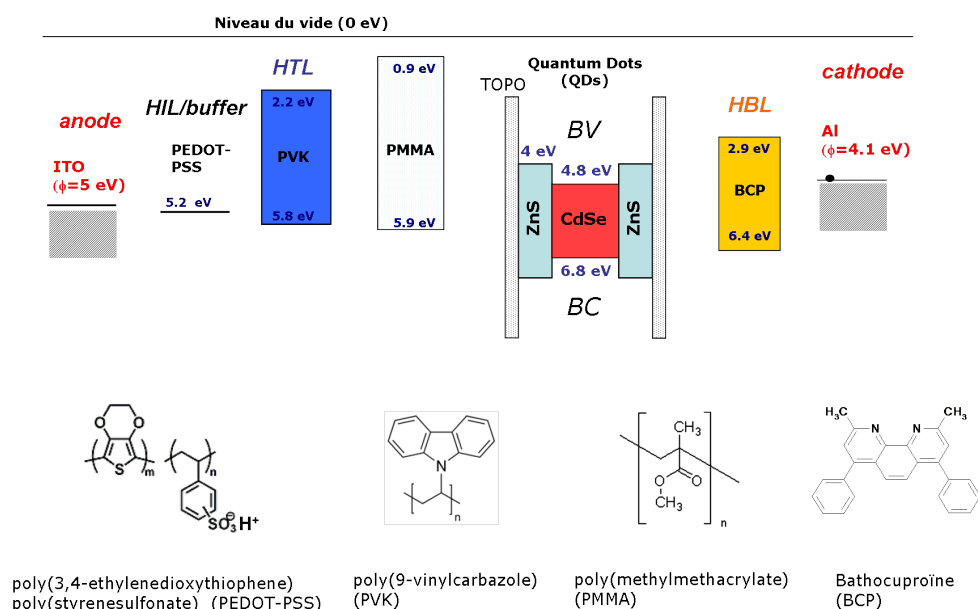 Niveau du vide (0 eV)
anode
ITO
(ϕ=5 eV)
HIL/buffer
PEDOT-
PSS
5.2 eV
HTL
2.2 eV
PVK
5.8 eV
0.9 eV
PMMA
5.9 eV
Quantum Dots
(QDs)
TOPO
BV
4 eV
4.8 eV
ZnS
CdSe
ZnS
6.8 eV
BC
HBL
2.9 eV
BCP
6.4 eV
cathode
Al
(ϕ=4.1 eV)
O
O
S
m
n
SO3⊖H+
N
n
CH3
O
O
H3C
n
CH3
N
N
CH3
poly(3,4-ethylenedioxythiophene)
poly(styrenesulfonate) (PEDOT-PSS)
poly(9-vinylcarbazole)
(PVK)
poly(methylmethacrylate)
(PMMA)
Bathocuproïne
(BCP)